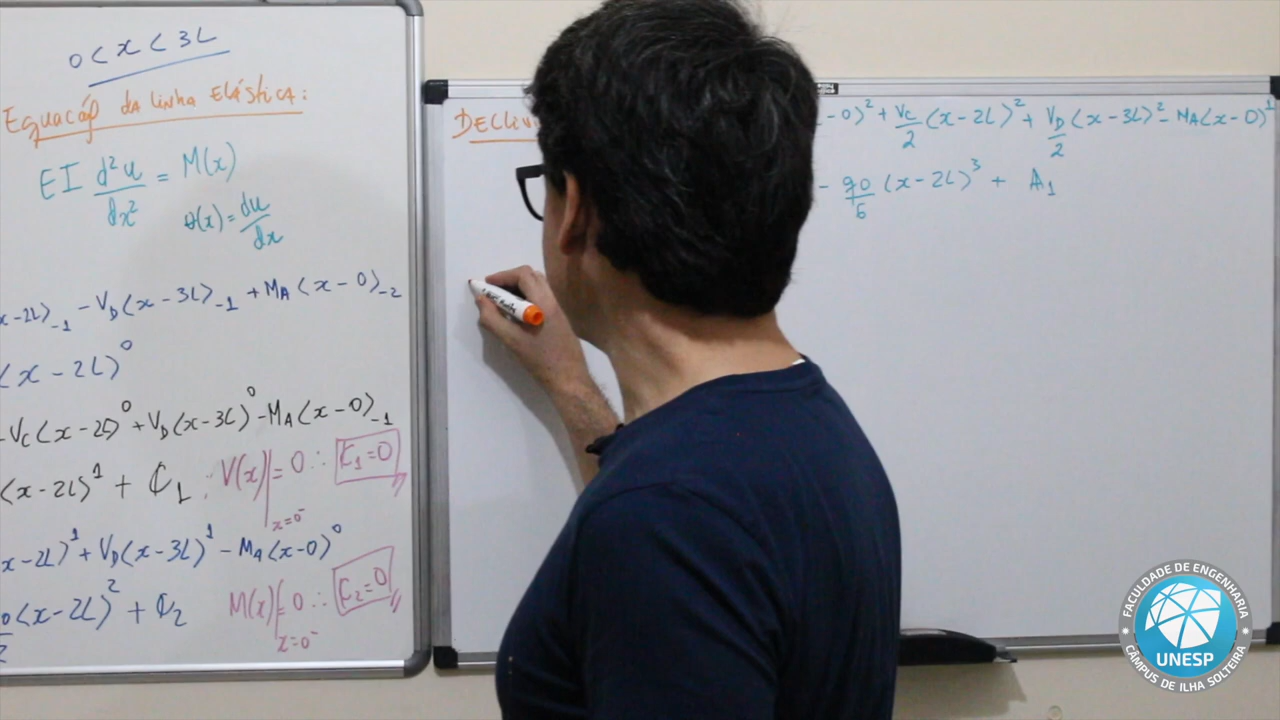 0 < x < 3L
Equação da linha Elástica:
EI d²u/dx² = M(x)
θ(x) = du/dx
x-2L⟩₋₁ - V_D⟨x-3L⟩₋₁ + M_A⟨x-0⟩₋₂
⟨x-2L⟩⁰
-V_C⟨x-2L⟩⁰ + V_D⟨x-3L⟩⁰ - M_A⟨x-0⟩₋₁
⟨x-2L⟩¹ + C₁ ; V(x)|x=0⁻ = 0 ∴ C₁=0
x-2L⟩¹ + V_D⟨x-3L⟩¹ - M_A⟨x-0⟩⁰
0/2⟨x-2L⟩² + C₂ M(x)|x=0⁻ = 0 ∴ C₂=0
Decliv
-0⟩² + V_C/2⟨x-2L⟩² + V_D/2⟨x-3L⟩² - M_A⟨x-0⟩¹
- q0/6⟨x-2L⟩³ + A₁
FACULDADE DE ENGENHARIA
UNESP
CÂMPUS DE ILHA SOLTEIRA